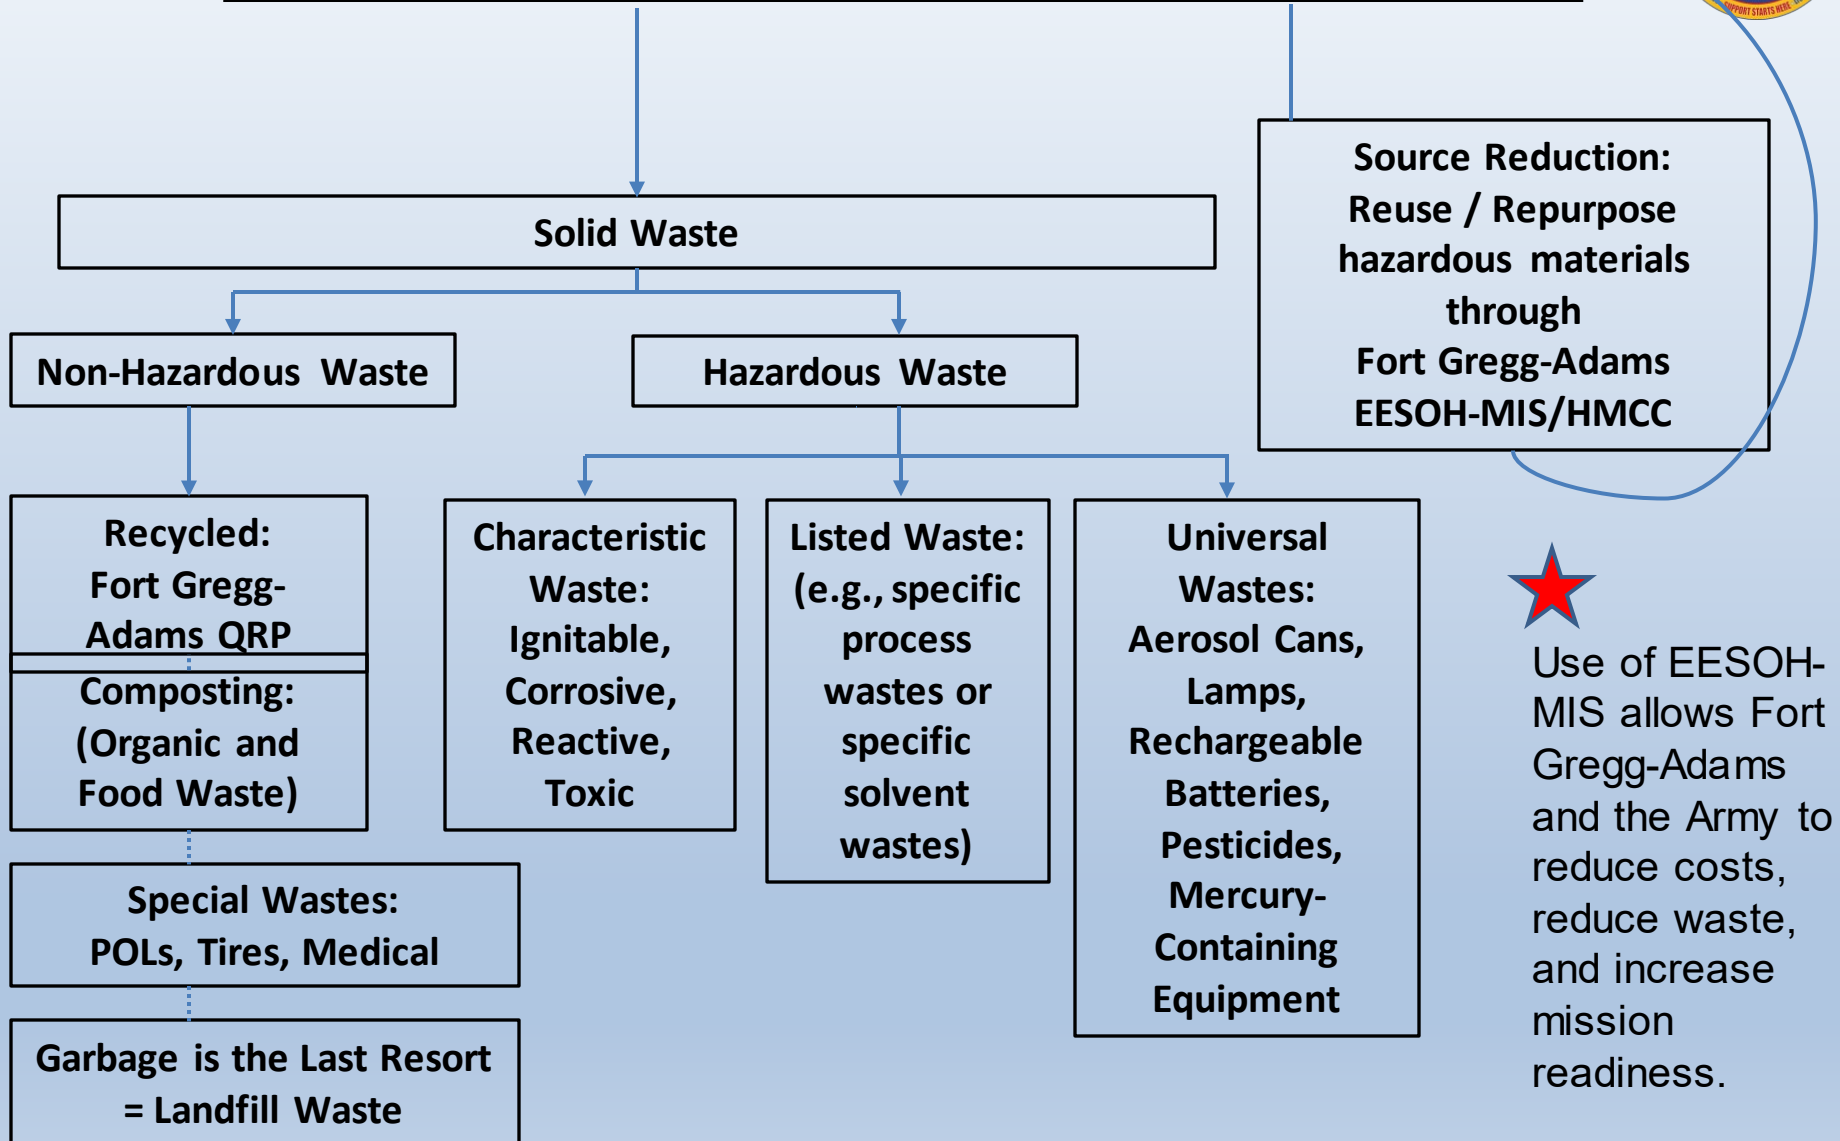 SUPPORT STARTS HERE
Solid Waste
Source Reduction:
Reuse / Repurpose
hazardous materials
through
Fort Gregg-Adams
EESOH-MIS/HMCC
Non-Hazardous Waste
Hazardous Waste
Recycled:
Fort Gregg-
Adams QRP
Composting:
(Organic and
Food Waste)
Special Wastes:
POLs, Tires, Medical
Garbage is the Last Resort
= Landfill Waste
Characteristic
Waste:
Ignitable,
Corrosive,
Reactive,
Toxic
Listed Waste:
(e.g., specific
process
wastes or
specific
solvent
wastes)
Universal
Wastes:
Aerosol Cans,
Lamps,
Rechargeable
Batteries,
Pesticides,
Mercury-
Containing
Equipment
Use of EESOH-
MIS allows Fort
Gregg-Adams
and the Army to
reduce costs,
reduce waste,
and increase
mission
readiness.